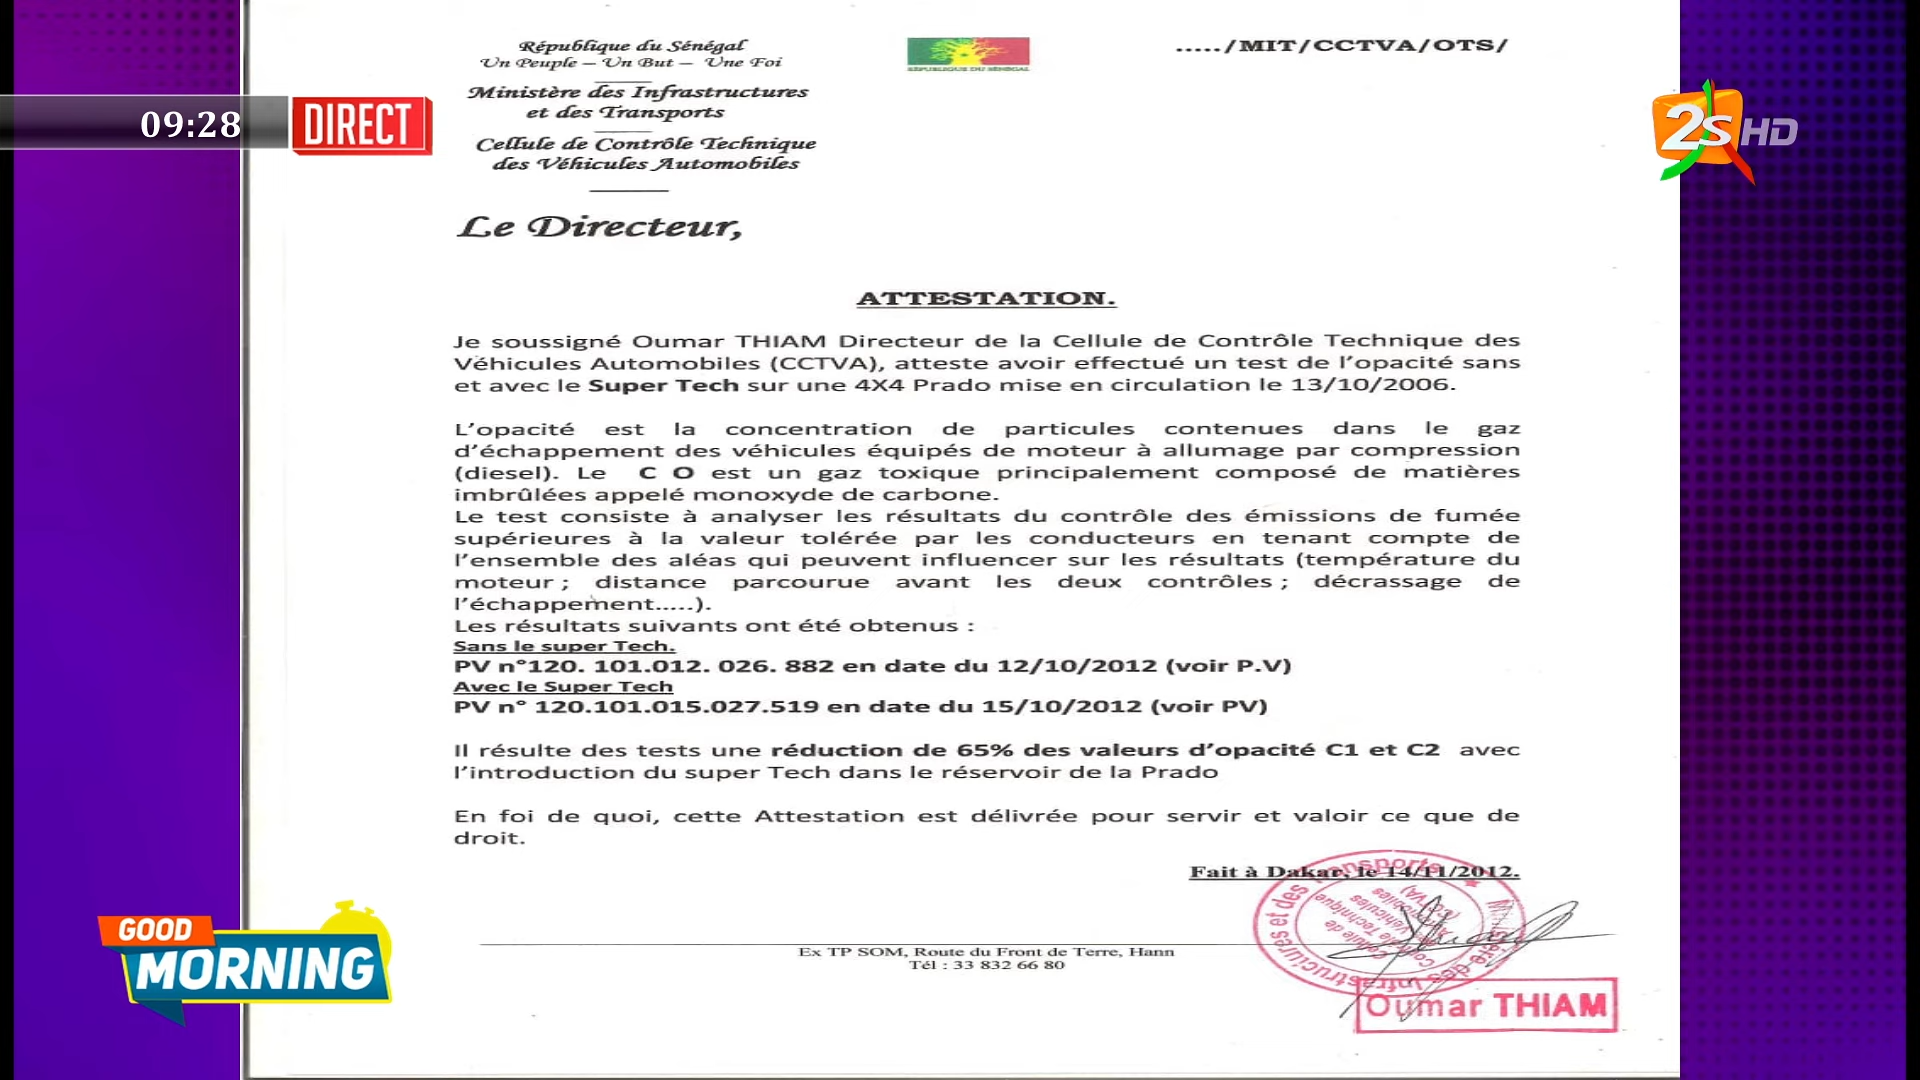 République du Sénégal
Un Peuple – Un But – Une Foi
Ministère des Infrastructures
et des Transports
Cellule de Contrôle Technique
des Véhicules Automobiles
REPUBLIQUE DU SENEGAL
...../MIT/CCTVA/OTS/
09:28
DIRECT
2S HD
Le Directeur,
ATTESTATION.
Je soussigné Oumar THIAM Directeur de la Cellule de Contrôle Technique des
Véhicules Automobiles (CCTVA), atteste avoir effectué un test de l'opacité sans
et avec le Super Tech sur une 4X4 Prado mise en circulation le 13/10/2006.
L'opacité est la concentration de particules contenues dans le gaz
d'échappement des véhicules équipés de moteur à allumage par compression
(diesel). Le C O est un gaz toxique principalement composé de matières
imbrûlées appelé monoxyde de carbone.
Le test consiste à analyser les résultats du contrôle des émissions de fumée
supérieures à la valeur tolérée par les conducteurs en tenant compte de
l'ensemble des aléas qui peuvent influencer sur les résultats (température du
moteur ; distance parcourue avant les deux contrôles ; décrassage de
l'échappement.....).
Les résultats suivants ont été obtenus :
Sans le super Tech.
PV n°120. 101.012. 026. 882 en date du 12/10/2012 (voir P.V)
Avec le Super Tech
PV n° 120.101.015.027.519 en date du 15/10/2012 (voir PV)
Il résulte des tests une réduction de 65% des valeurs d'opacité C1 et C2 avec
l'introduction du super Tech dans le réservoir de la Prado
En foi de quoi, cette Attestation est délivrée pour servir et valoir ce que de
droit.
Fait à Dakar, le 14/11/2012.
Ex TP SOM, Route du Front de Terre, Hann
Tél : 33 832 66 80
Oumar THIAM
GOOD
MORNING